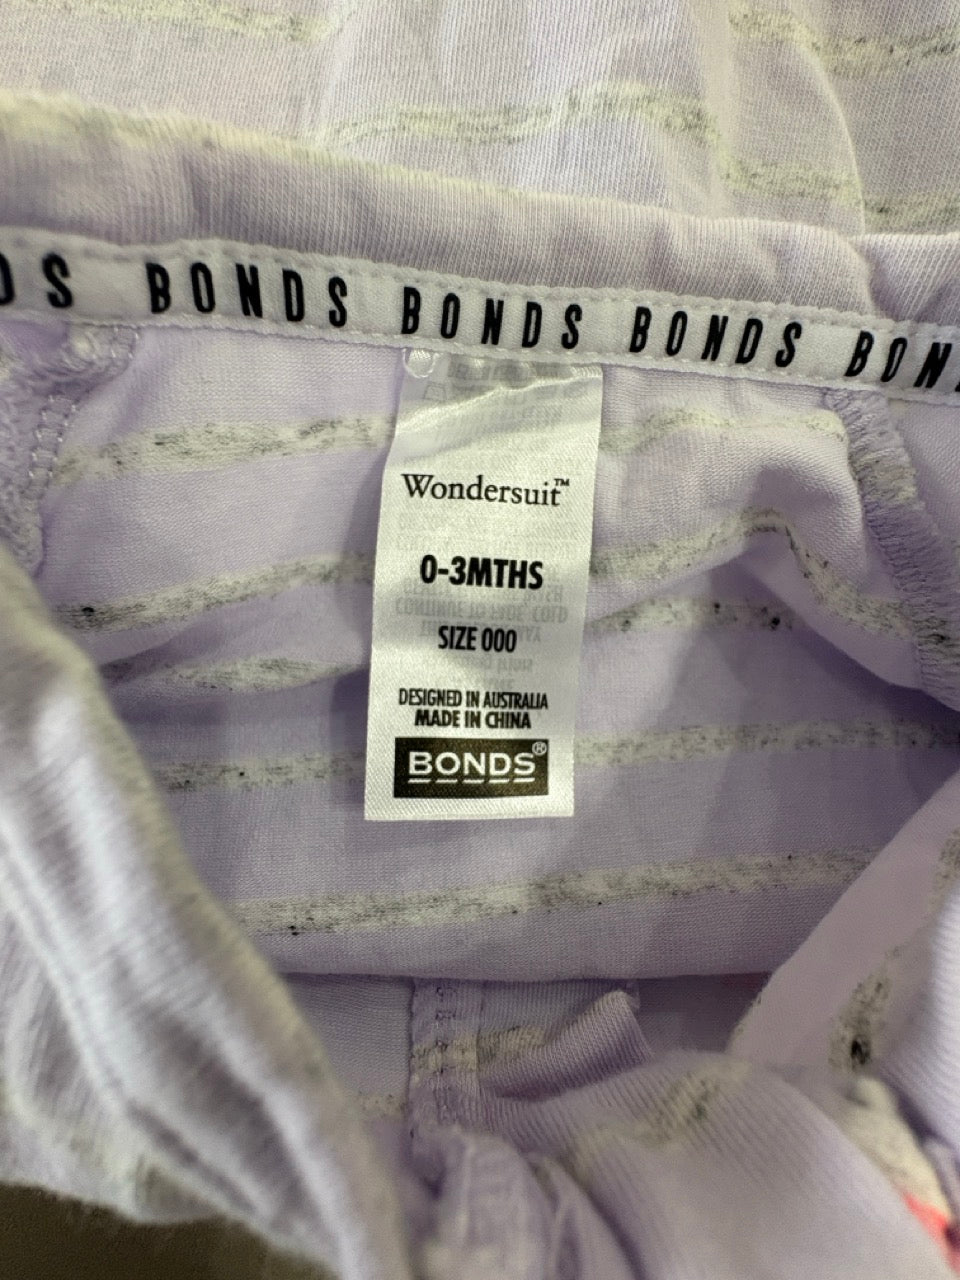 BONDS BONDS BONDS
Wondersuit™
0-3MTHS
SIZE 000
DESIGNED IN AUSTRALIA
MADE IN CHINA
BONDS®